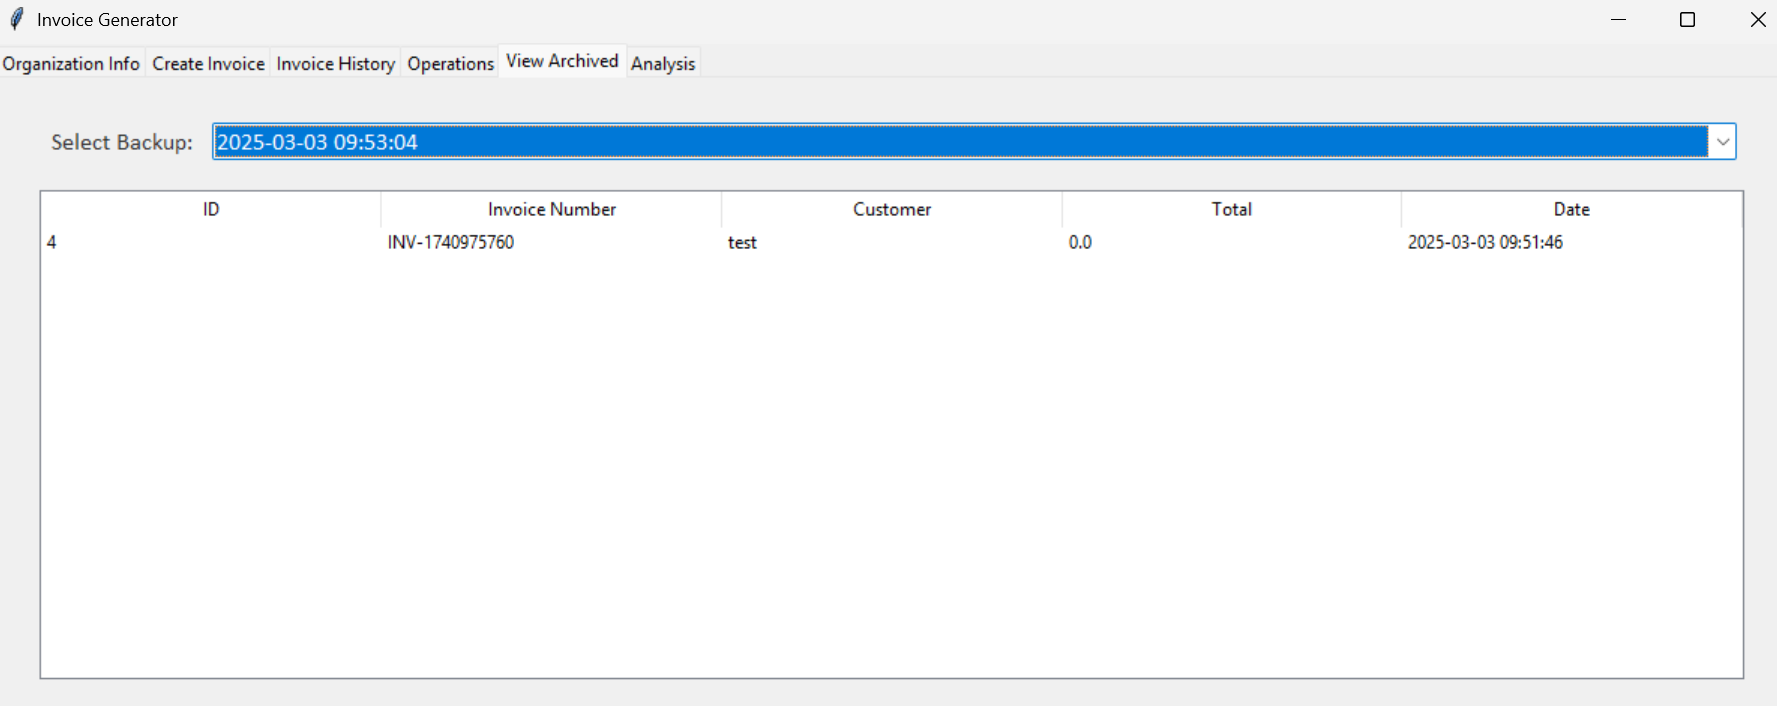 Invoice Generator
Organization Info Create Invoice Invoice History Operations View Archived Analysis
Select Backup: 2025-03-03 09:53:04
ID Invoice Number Customer Total Date
4 INV-1740975760 test 0.0 2025-03-03 09:51:46